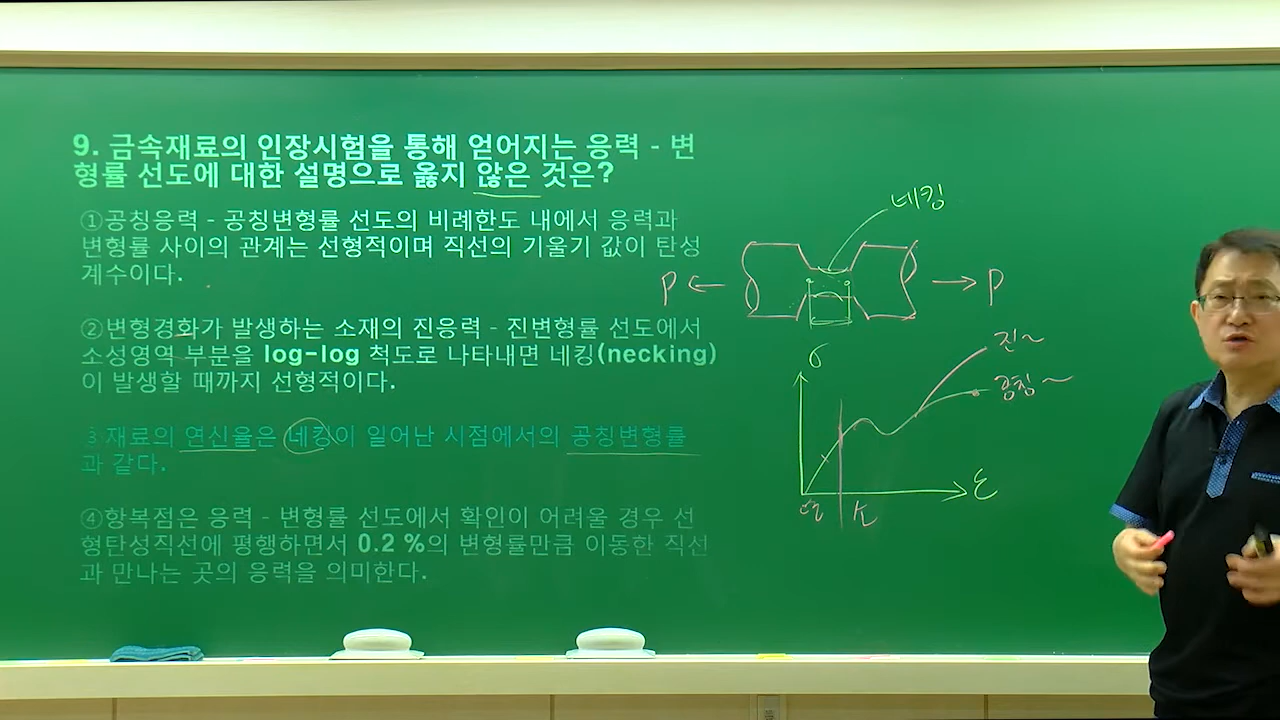 9. 금속재료의 인장시험을 통해 얻어지는 응력 - 변
형률 선도에 대한 설명으로 옳지 않은 것은?
①공칭응력 - 공칭변형률 선도의 비례한도 내에서 응력과
변형률 사이의 관계는 선형적이며 직선의 기울기 값이 탄성
계수이다.
②변형경화가 발생하는 소재의 진응력 - 진변형률 선도에서
소성영역 부분을 log-log 척도로 나타내면 네킹(necking)
이 발생할 때까지 선형적이다.
③재료의 연신율은 네킹이 일어난 시점에서의 공칭변형률
과 같다.
④항복점은 응력 - 변형률 선도에서 확인이 어려울 경우 선
형탄성직선에 평행하면서 0.2 %의 변형률만큼 이동한 직선
과 만나는 곳의 응력을 의미한다.
네킹
P
P
σ
진~
공칭~
ε
탄
소